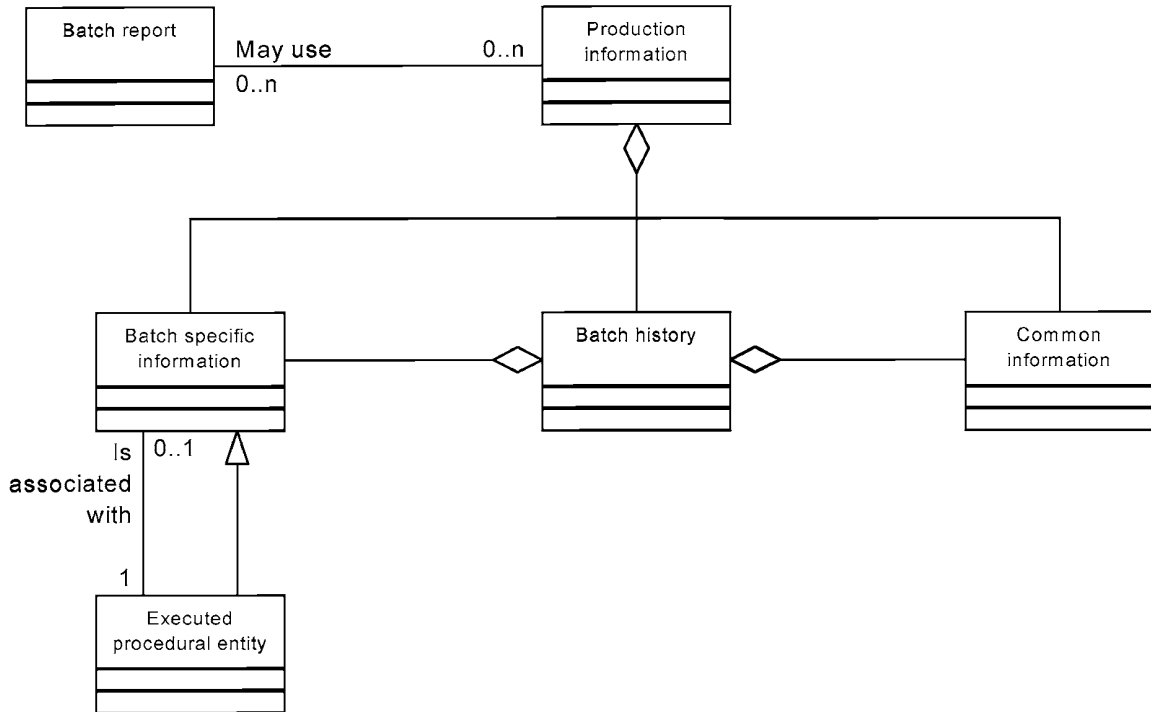 Batch report
May use
0..n
0..n
Production
information
Batch specific
information
Batch history
Common
information
Is
associated
with
0..1
1
Executed
procedural entity